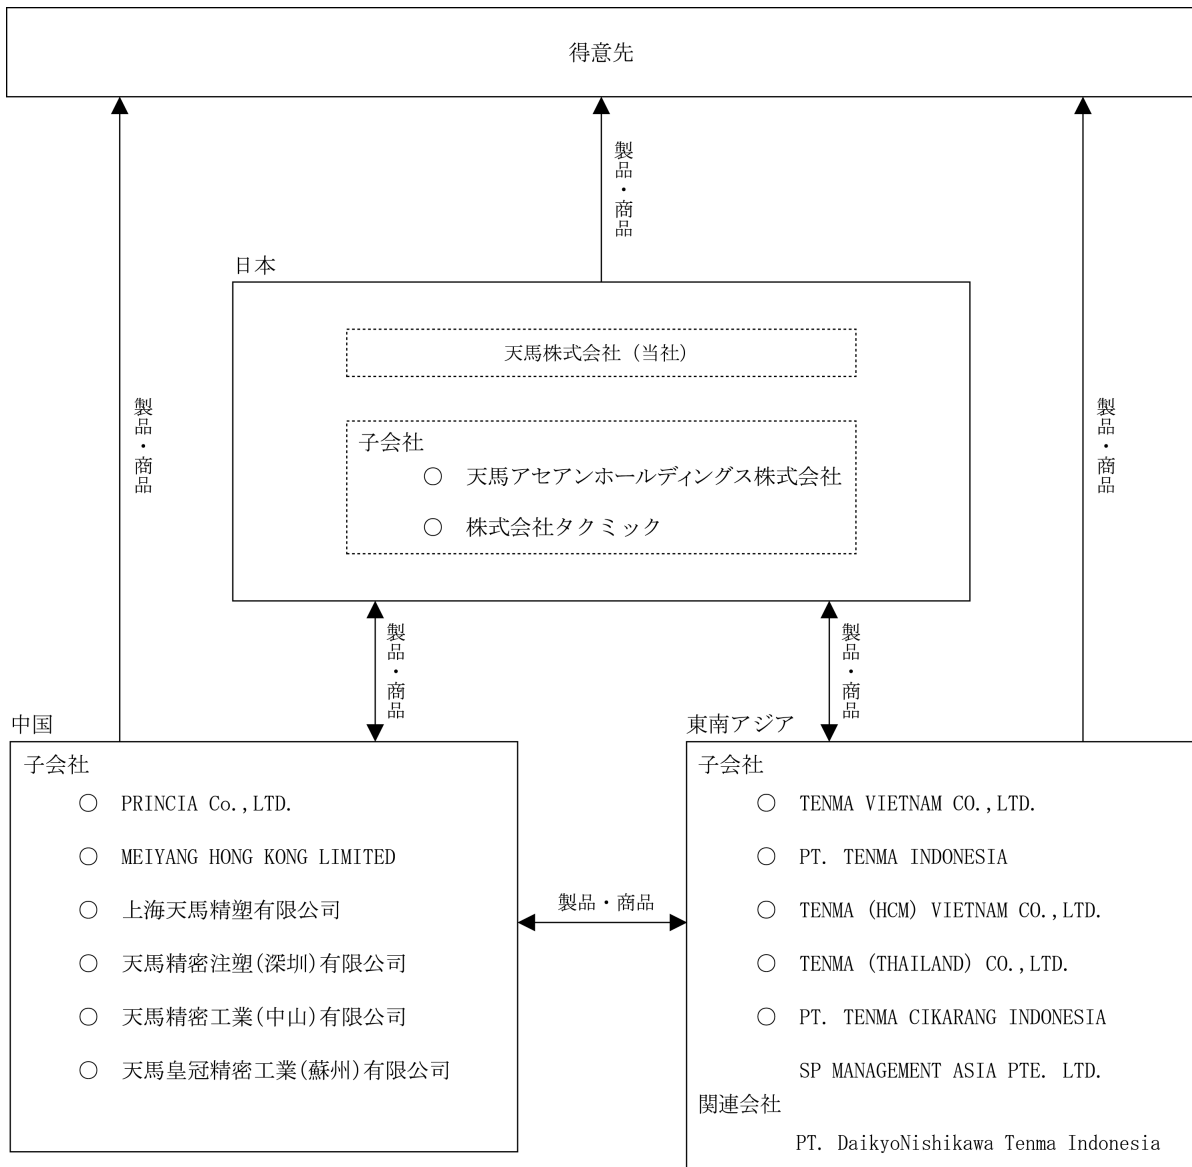 得意先
製品・商品
日本
天馬株式会社（当社）
子会社
○ 天馬アセアンホールディングス株式会社
○ 株式会社タクミック
製品・商品
製品・商品
製品・商品
製品・商品
中国
子会社
○ PRINCIA Co.,LTD.
○ MEIYANG HONG KONG LIMITED
○ 上海天馬精塑有限公司
○ 天馬精密注塑(深圳)有限公司
○ 天馬精密工業(中山)有限公司
○ 天馬皇冠精密工業(蘇州)有限公司
製品・商品
東南アジア
子会社
○ TENMA VIETNAM CO.,LTD.
○ PT. TENMA INDONESIA
○ TENMA (HCM) VIETNAM CO.,LTD.
○ TENMA (THAILAND) CO.,LTD.
○ PT. TENMA CIKARANG INDONESIA
SP MANAGEMENT ASIA PTE. LTD.
関連会社
PT. DaikyoNishikawa Tenma Indonesia